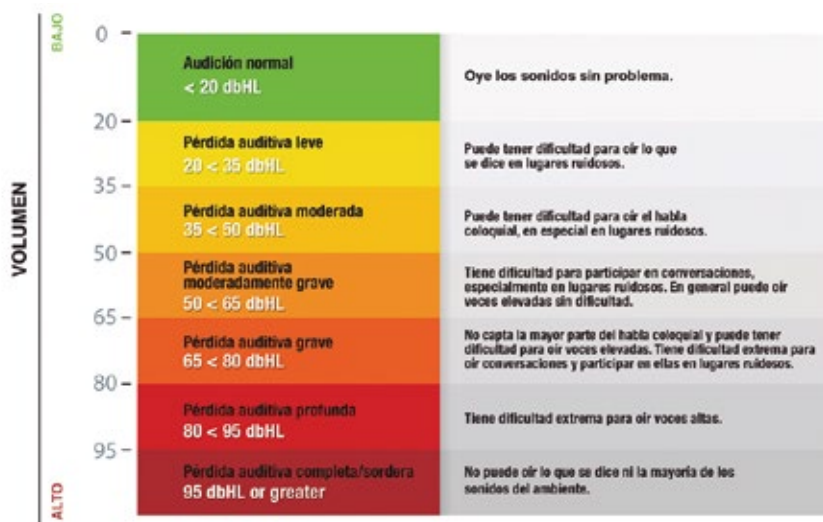 VOLUMEN
BAJO
ALTO
0
20
35
50
65
80
95
Audición normal
< 20 dbHL
Oye los sonidos sin problema.
Pérdida auditiva leve
20 < 35 dbHL
Puede tener dificultad para oír lo que
se dice en lugares ruidosos.
Pérdida auditiva moderada
35 < 50 dbHL
Puede tener dificultad para oír el habla
coloquial, en especial en lugares ruidosos.
Pérdida auditiva
moderadamente grave
50 < 65 dbHL
Tiene dificultad para participar en conversaciones,
especialmente en lugares ruidosos. En general puede oír
voces elevadas sin dificultad.
Pérdida auditiva grave
65 < 80 dbHL
No capta la mayor parte del habla coloquial y puede tener
dificultad para oír voces elevadas. Tiene dificultad extrema para
oír conversaciones y participar en ellas en lugares ruidosos.
Pérdida auditiva profunda
80 < 95 dbHL
Tiene dificultad extrema para oír voces altas.
Pérdida auditiva completa/sordera
95 dbHL or greater
No puede oír lo que se dice ni la mayoría de los
sonidos del ambiente.